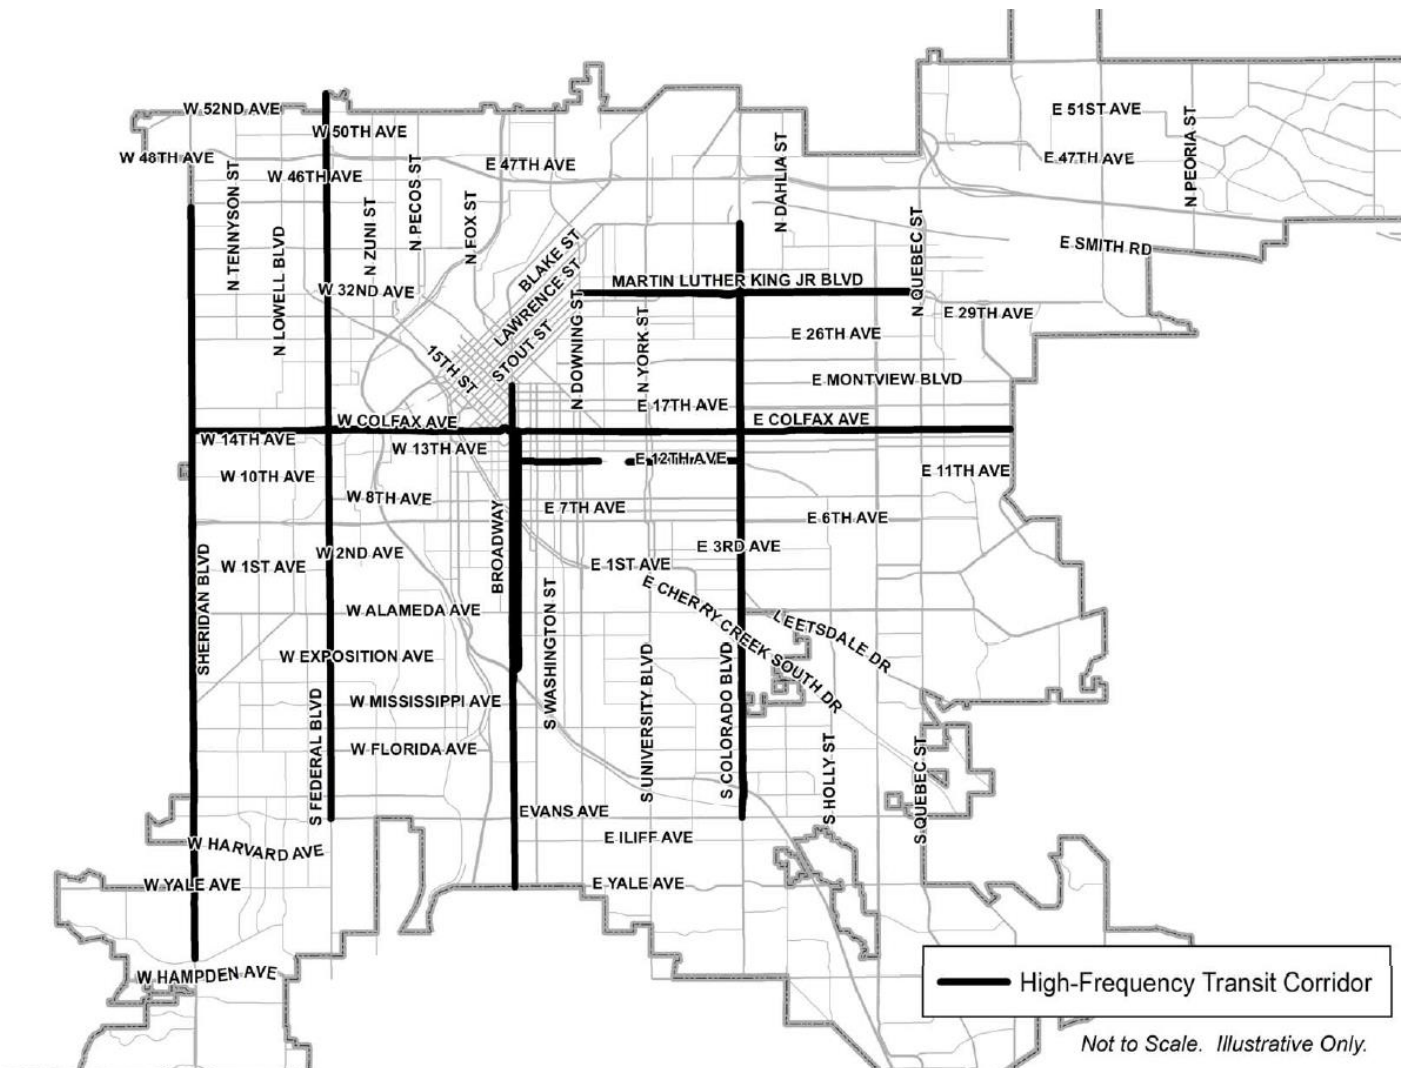 W 52ND AVE
E 51ST AVE
W 50TH AVE
W 48TH AVE
E 47TH AVE
E 47TH AVE
W 46TH AVE
N TENNYSON ST
N LOWELL BLVD
N ZUNI ST
N PECOS ST
N FOX ST
N DAHLIA ST
N PEORIA ST
N QUEBEC ST
E SMITH RD
BLAKE ST
LAWRENCE ST
STOUT ST
15TH ST
MARTIN LUTHER KING JR BLVD
W 32ND AVE
N DOWNING ST
N YORK ST
E 29TH AVE
E 26TH AVE
E MONTVIEW BLVD
E 17TH AVE
W COLFAX AVE
E COLFAX AVE
W 14TH AVE
W 13TH AVE
E 12TH AVE
W 10TH AVE
E 11TH AVE
W 8TH AVE
E 7TH AVE
E 6TH AVE
BROADWAY
W 2ND AVE
E 3RD AVE
W 1ST AVE
E 1ST AVE
SHERIDAN BLVD
E CHERRY CREEK SOUTH DR
LEETSDALE DR
W ALAMEDA AVE
S WASHINGTON ST
W EXPOSITION AVE
S UNIVERSITY BLVD
S COLORADO BLVD
W MISSISSIPPI AVE
S FEDERAL BLVD
W FLORIDA AVE
S HOLLY ST
S QUEBEC ST
EVANS AVE
E ILIFF AVE
W HARVARD AVE
W YALE AVE
E YALE AVE
W HAMPDEN AVE
High-Frequency Transit Corridor
Not to Scale. Illustrative Only.